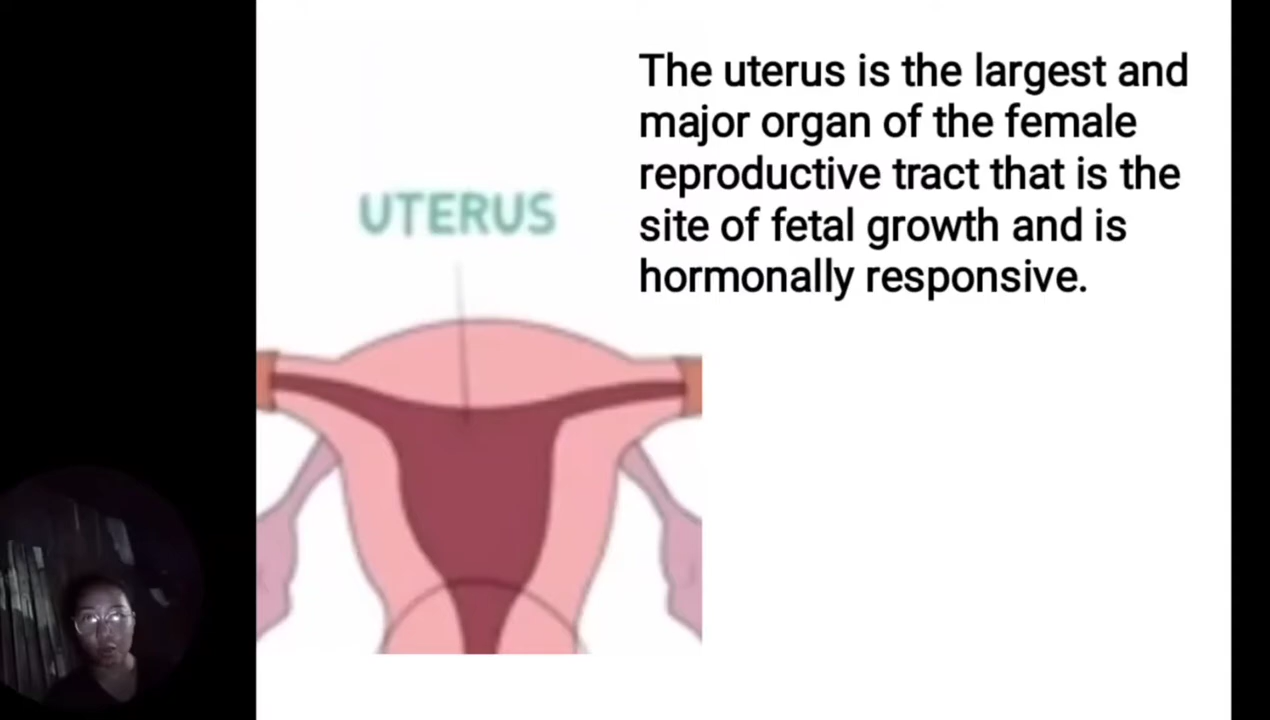 UTERUS
The uterus is the largest and
major organ of the female
reproductive tract that is the
site of fetal growth and is
hormonally responsive.